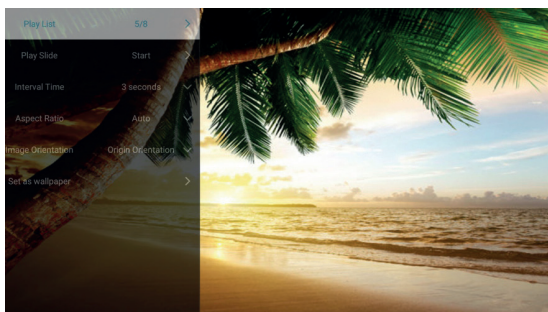 Play List 5/8
Play Slide Start
Interval Time 3 seconds
Aspect Ratio Auto
Image Orientation Origin Orientation
Set as wallpaper